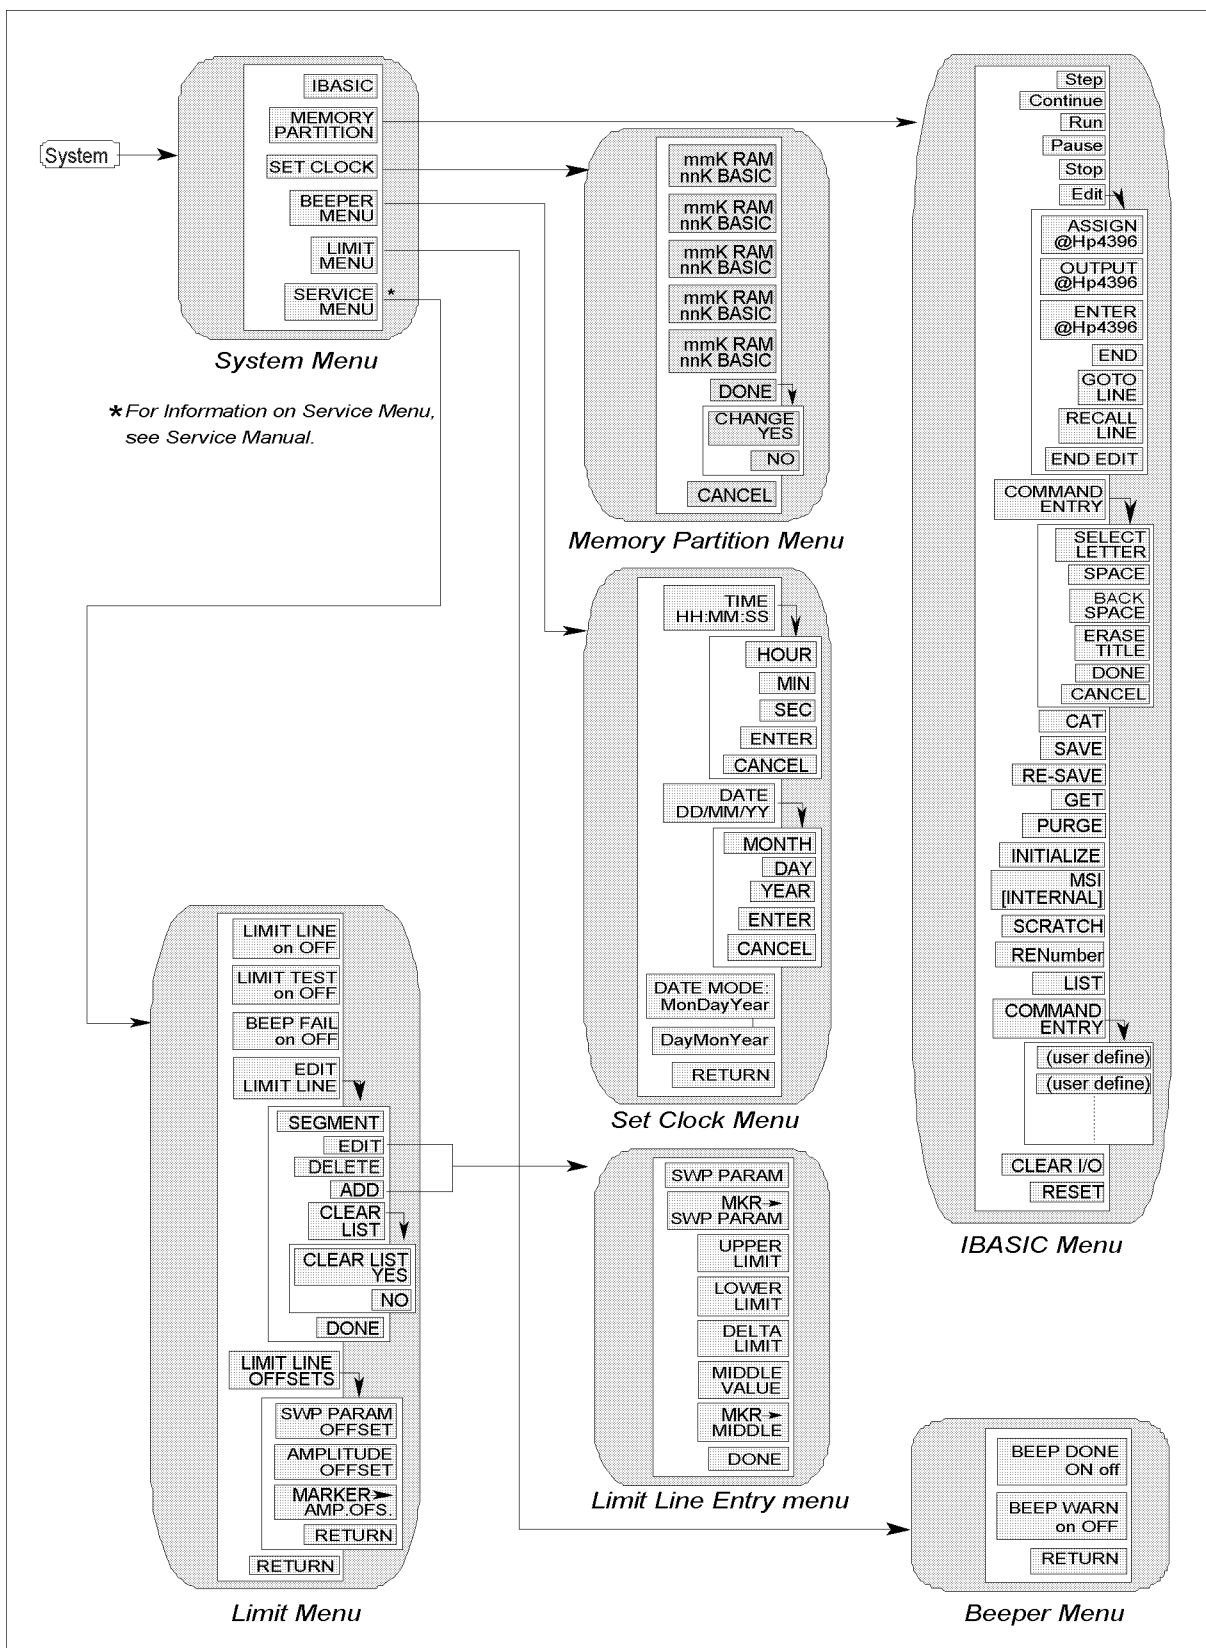 System
IBASIC
MEMORY
PARTITION
SET CLOCK
BEEPER
MENU
LIMIT
MENU
SERVICE
MENU
*
System Menu
*For Information on Service Menu,
see Service Manual.
mmK RAM
nnK BASIC
mmK RAM
nnK BASIC
mmK RAM
nnK BASIC
mmK RAM
nnK BASIC
mmK RAM
nnK BASIC
DONE
CHANGE
YES
NO
CANCEL
Memory Partition Menu
TIME
HH:MM:SS
HOUR
MIN
SEC
ENTER
CANCEL
DATE
DD/MM/YY
MONTH
DAY
YEAR
ENTER
CANCEL
DATE MODE:
MonDayYear
DayMonYear
RETURN
Set Clock Menu
Step
Continue
Run
Pause
Stop
Edit
ASSIGN
@Hp4396
OUTPUT
@Hp4396
ENTER
@Hp4396
END
GOTO
LINE
RECALL
LINE
END EDIT
COMMAND
ENTRY
SELECT
LETTER
SPACE
BACK
SPACE
ERASE
TITLE
DONE
CANCEL
CAT
SAVE
RE-SAVE
GET
PURGE
INITIALIZE
MSI
[INTERNAL]
SCRATCH
RENumber
LIST
COMMAND
ENTRY
(user define)
(user define)
CLEAR I/O
RESET
IBASIC Menu
LIMIT LINE
on OFF
LIMIT TEST
on OFF
BEEP FAIL
on OFF
EDIT
LIMIT LINE
SEGMENT
EDIT
DELETE
ADD
CLEAR
LIST
CLEAR LIST
YES
NO
DONE
LIMIT LINE
OFFSETS
SWP PARAM
OFFSET
AMPLITUDE
OFFSET
MARKER➛
AMP.OFS.
RETURN
RETURN
Limit Menu
SWP PARAM
MKR➛
SWP PARAM
UPPER
LIMIT
LOWER
LIMIT
DELTA
LIMIT
MIDDLE
VALUE
MKR➛
MIDDLE
DONE
Limit Line Entry menu
BEEP DONE
ON off
BEEP WARN
on OFF
RETURN
Beeper Menu